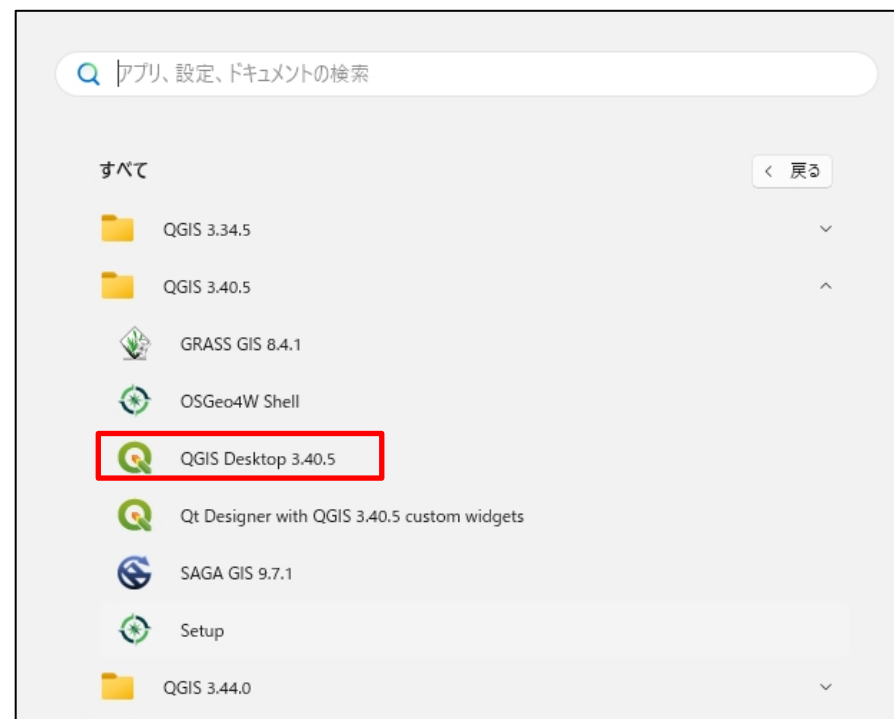 アプリ、設定、ドキュメントの検索
すべて
戻る
QGIS 3.34.5
QGIS 3.40.5
GRASS GIS 8.4.1
OSGeo4W Shell
QGIS Desktop 3.40.5
Qt Designer with QGIS 3.40.5 custom widgets
SAGA GIS 9.7.1
Setup
QGIS 3.44.0